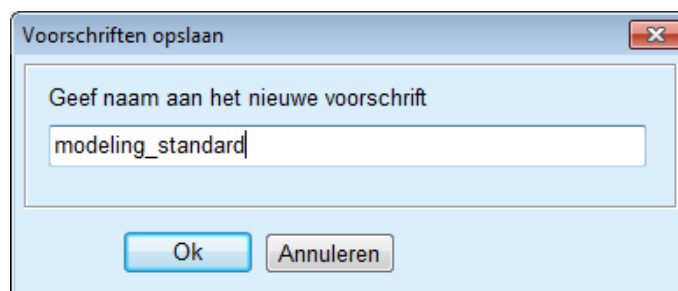 Voorschriften opslaan
Geef naam aan het nieuwe voorschrift
modeling_standard
Ok
Annuleren